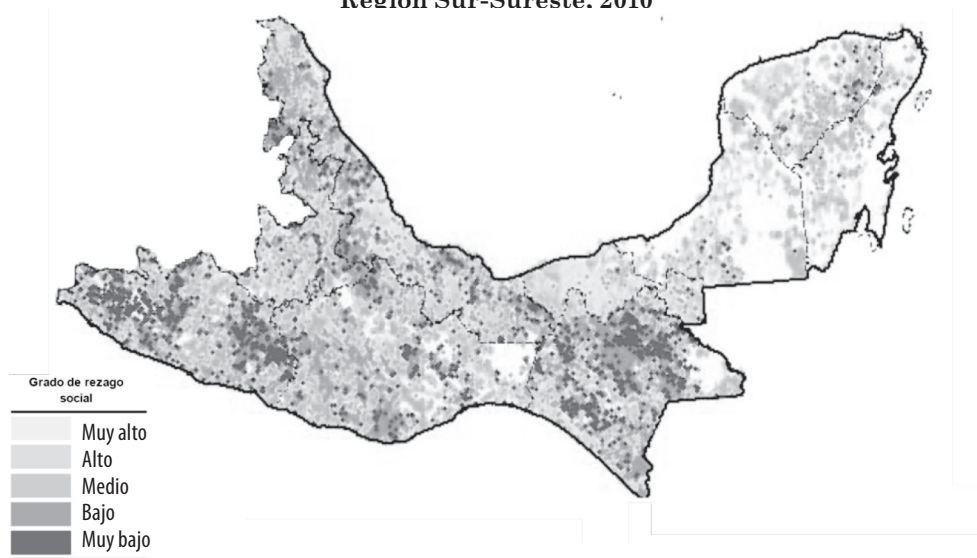 Región Sur-Sureste, 2010
Grado de rezago
social
Muy alto
Alto
Medio
Bajo
Muy bajo